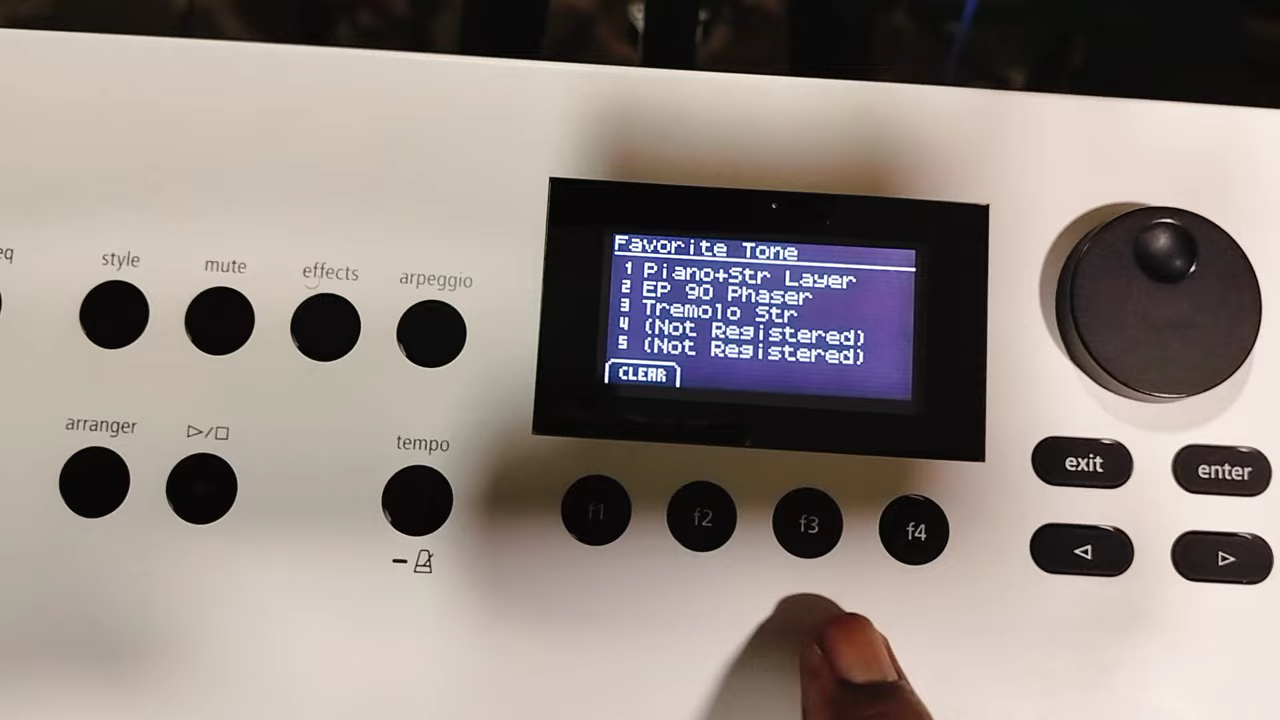 eq
style
mute
effects
arpeggio
arranger
tempo
Favorite Tone
1 Piano+Str Layer
2 EP 90 Phaser
3 Tremolo Str
4 (Not Registered)
5 (Not Registered)
CLEAR
f1
f2
f3
f4
exit
enter